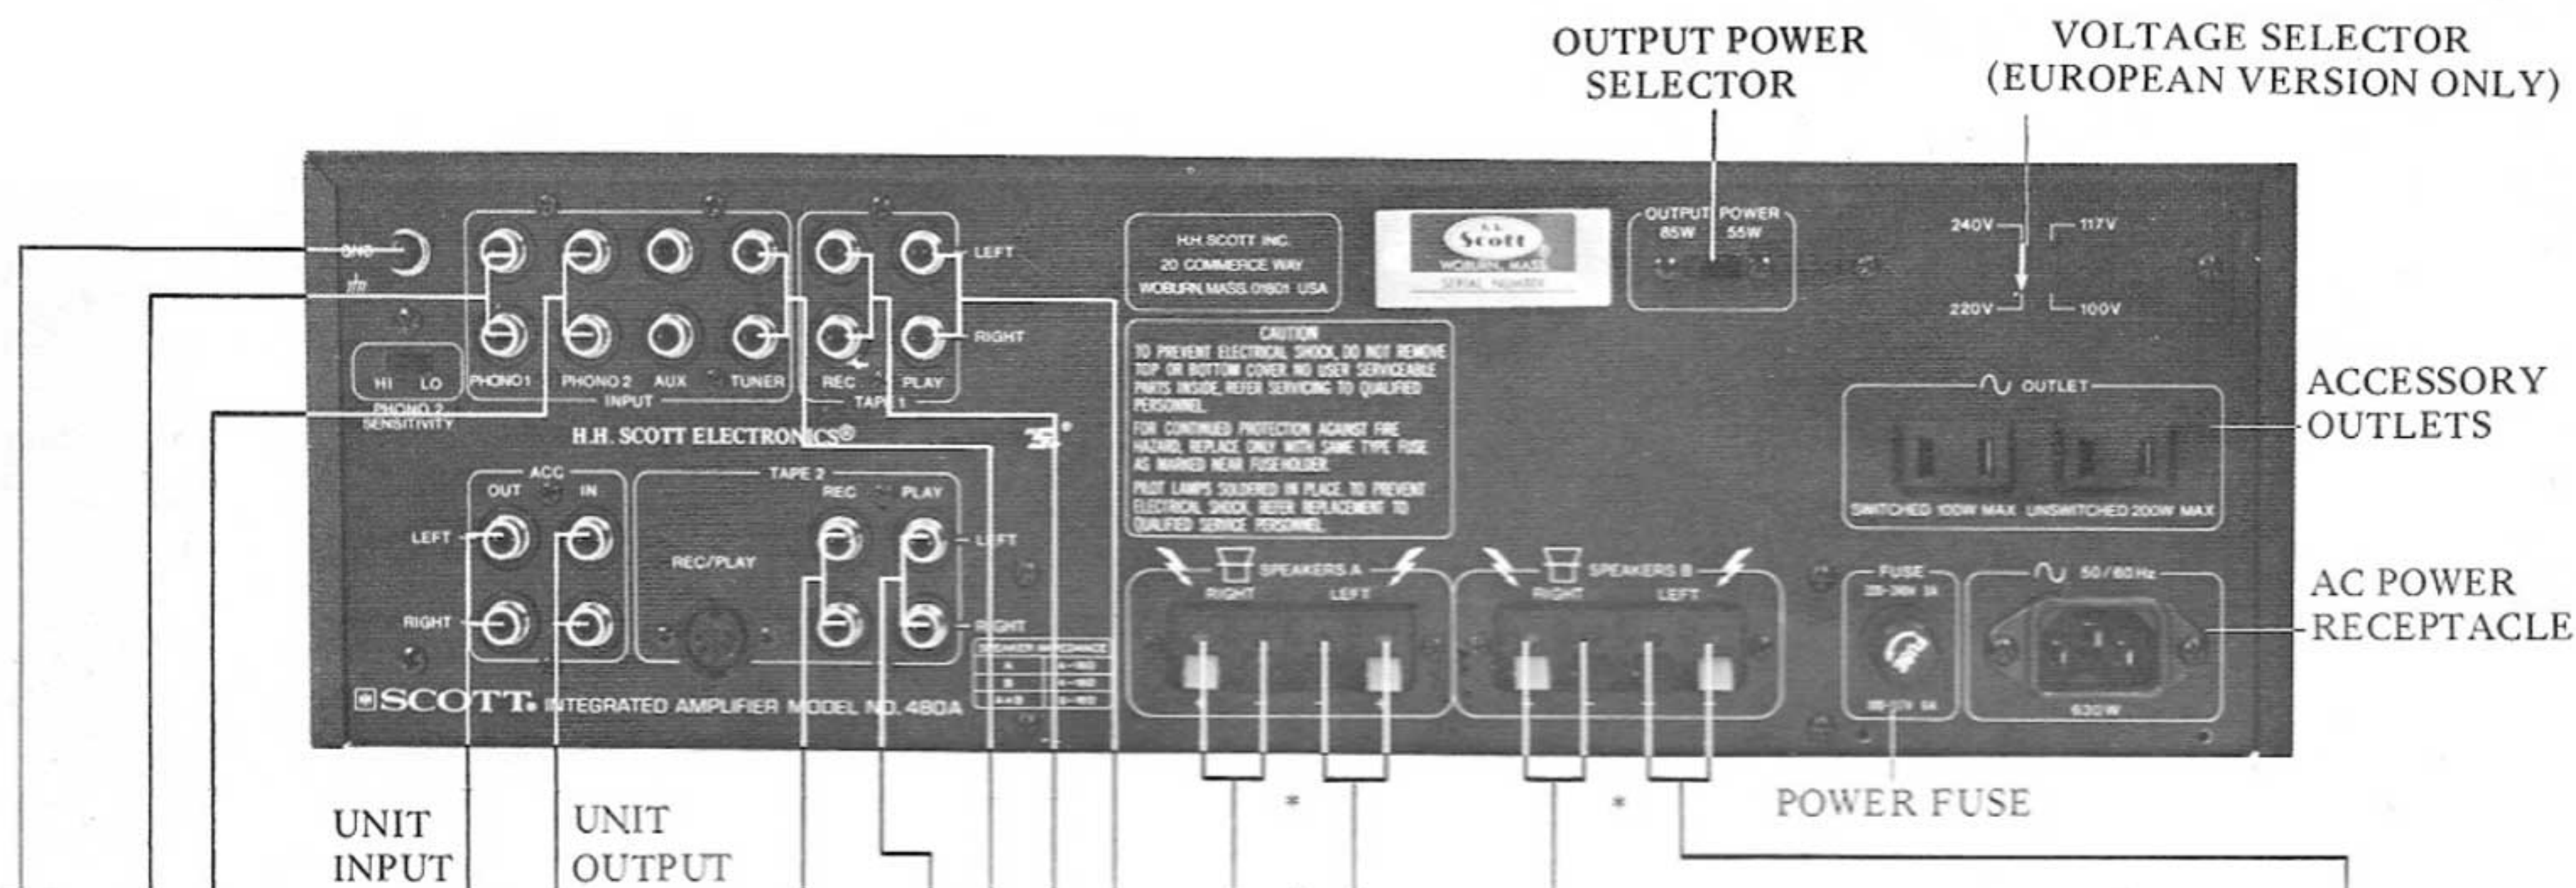 OUTPUT POWER
SELECTOR
VOLTAGE SELECTOR
(EUROPEAN VERSION ONLY)
GND
HI LO
PHONO 2
SENSITIVITY
PHONO 1 PHONO 2 AUX TUNER
INPUT
REC PLAY
TAPE 1
LEFT
RIGHT
H.H. SCOTT ELECTRONICS®
H.H. SCOTT INC.
20 COMMERCE WAY
WOBURN, MASS. 01801 USA
Scott
WOBURN, MASS.
SERIAL NUMBER
OUTPUT POWER
85W 55W
240V 117V
220V 100V
CAUTION
TO PREVENT ELECTRICAL SHOCK, DO NOT REMOVE
TOP OR BOTTOM COVER. NO USER SERVICEABLE
PARTS INSIDE, REFER SERVICING TO QUALIFIED
PERSONNEL.
FOR CONTINUED PROTECTION AGAINST FIRE
HAZARD, REPLACE ONLY WITH SAME TYPE FUSE
AS MARKED NEAR FUSEHOLDER.
PILOT LAMPS SOLDERED IN PLACE. TO PREVENT
ELECTRICAL SHOCK, REFER REPLACEMENT TO
QUALIFIED SERVICE PERSONNEL.
OUTLET
SWITCHED 100W MAX UNSWITCHED 200W MAX
ACCESSORY
OUTLETS
ACC
OUT IN
LEFT
RIGHT
TAPE 2
REC/PLAY
REC PLAY
LEFT
RIGHT
SPEAKER IMPEDANCE
A
B
A+B
SCOTT. INTEGRATED AMPLIFIER MODEL NO. 480A
SPEAKERS A
RIGHT LEFT
+ - - +
SPEAKERS B
RIGHT LEFT
+ - - +
FUSE
50/60Hz
630W
AC POWER
RECEPTACLE
POWER FUSE
* *
UNIT
INPUT
UNIT
OUTPUT